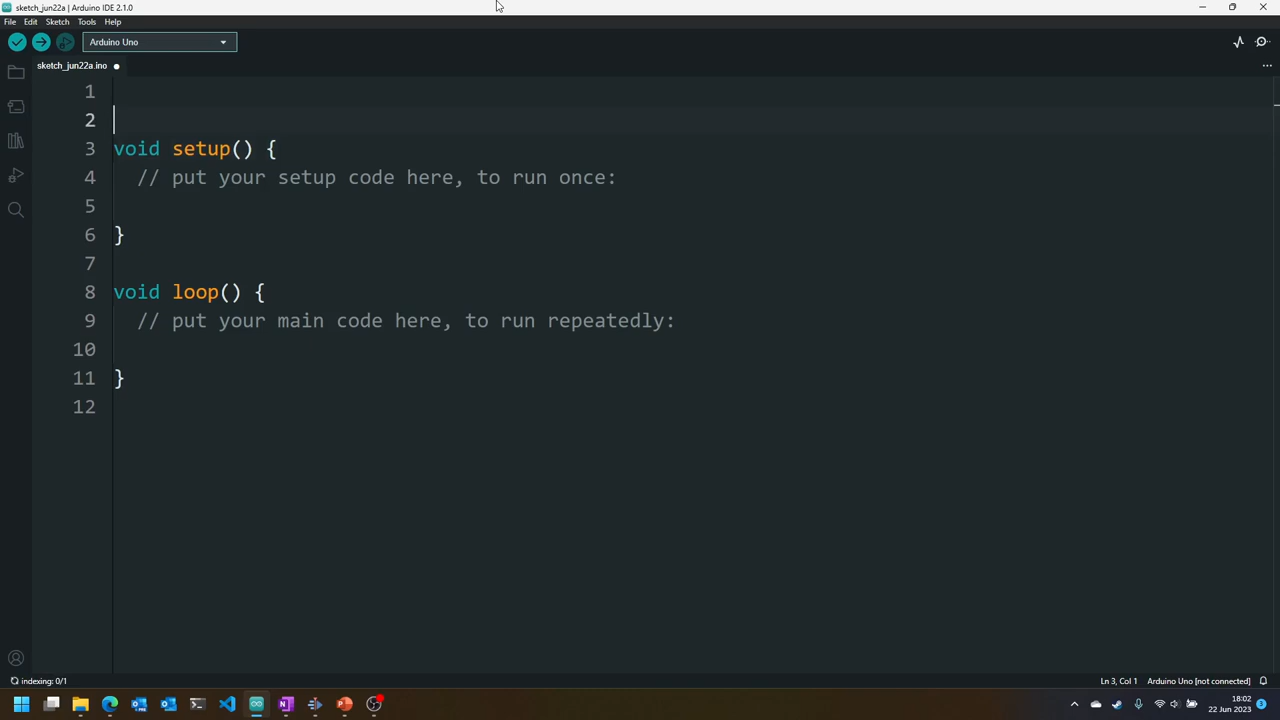 sketch_jun22a | Arduino IDE 2.1.0
File Edit Sketch Tools Help
Arduino Uno
sketch_jun22a.ino
1
2
3 void setup() {
4 // put your setup code here, to run once:
5
6 }
7
8 void loop() {
9 // put your main code here, to run repeatedly:
10
11 }
12
indexing: 0/1 Ln 3, Col 1 Arduino Uno [not connected]
18:02
22 Jun 2023 3